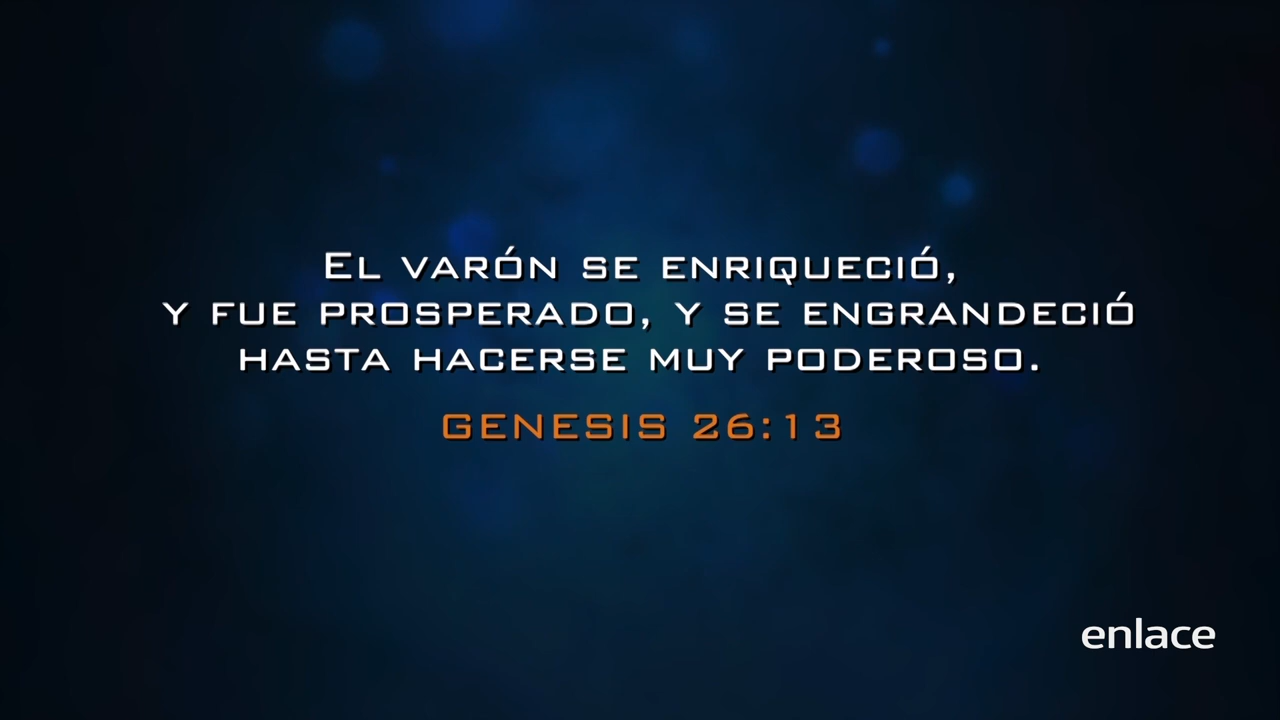 El varón se enriqueció,
y fue prosperado, y se engrandeció
hasta hacerse muy poderoso.
GENESIS 26:13
enlace